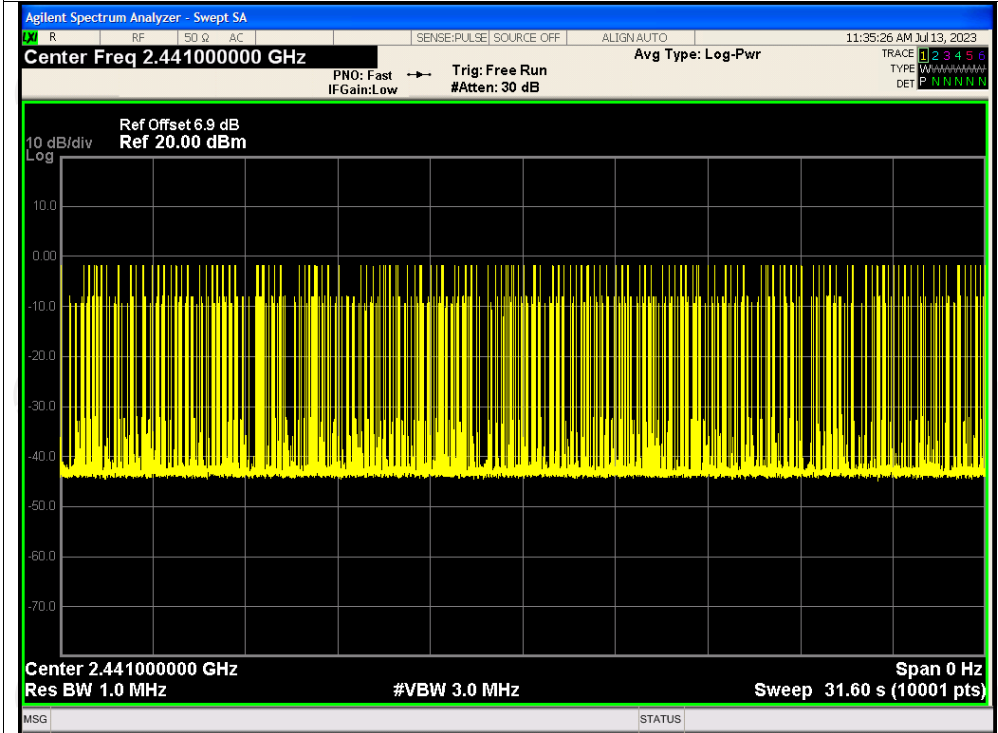 Agilent Spectrum Analyzer - Swept SA
LXI R RF 50 Ω AC SENSE:PULSE SOURCE OFF ALIGN AUTO 11:35:26 AM Jul 13, 2023
Center Freq 2.441000000 GHz
Avg Type: Log-Pwr
TRACE 1 2 3 4 5 6
PNO: Fast Trig: Free Run
TYPE W
IFGain:Low #Atten: 30 dB
DET P N N N N N
Ref Offset 6.9 dB
10 dB/div Ref 20.00 dBm
Log
10.0
0.00
-10.0
-20.0
-30.0
-40.0
-50.0
-60.0
-70.0
Center 2.441000000 GHz Span 0 Hz
Res BW 1.0 MHz #VBW 3.0 MHz Sweep 31.60 s (10001 pts)
MSG STATUS